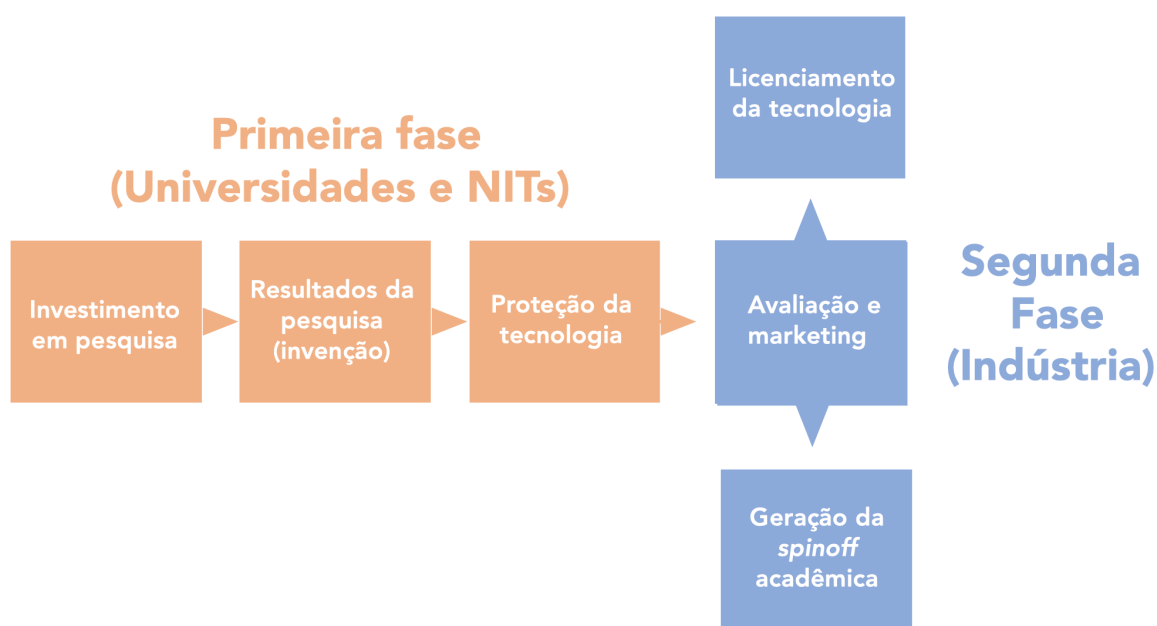 Primeira fase
(Universidades e NITs)
Investimento
em pesquisa
Resultados da
pesquisa
(invenção)
Proteção da
tecnologia
Licenciamento
da tecnologia
Avaliação e
marketing
Geração da
spinoff
acadêmica
Segunda
Fase
(Indústria)